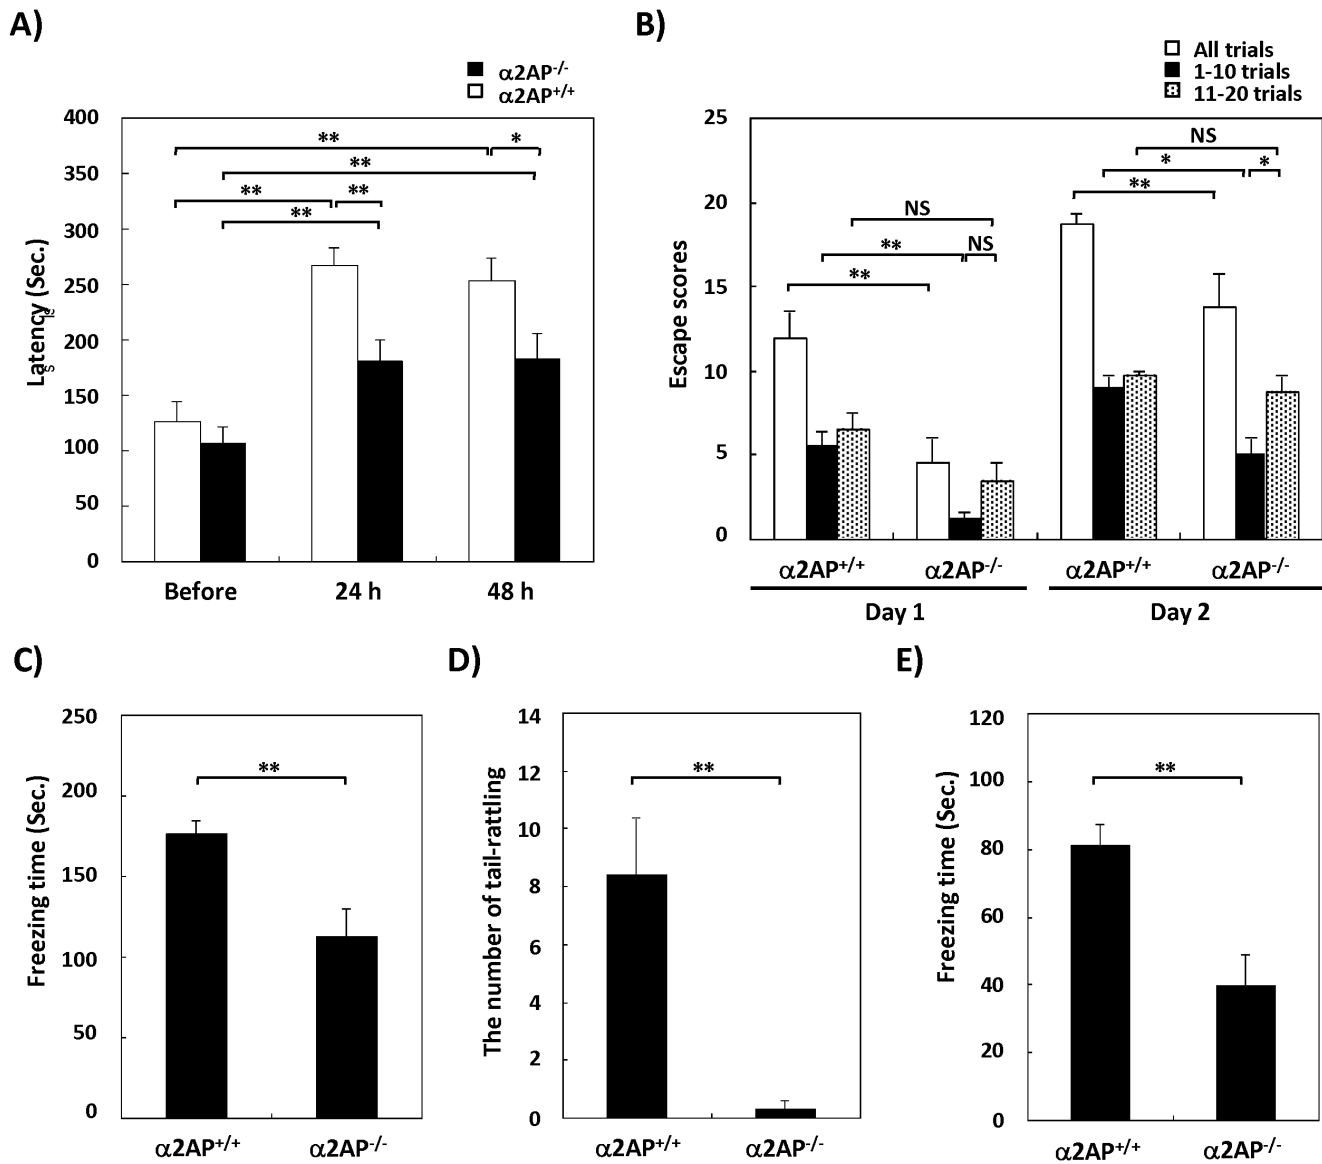 A)
α2AP-/-
α2AP+/+
400
350
300
250
200
150
100
50
0
Latency (Sec.)
**
*
**
**
**
**
Before
24 h
48 h
B)
All trials
1-10 trials
11-20 trials
25
20
15
10
5
0
Escape scores
NS
*
*
**
NS
**
NS
**
α2AP+/+
α2AP-/-
α2AP+/+
α2AP-/-
Day 1
Day 2
C)
250
200
150
100
50
0
Freezing time (Sec.)
**
α2AP+/+
α2AP-/-
D)
14
12
10
8
6
4
2
0
The number of tail-rattling
**
α2AP+/+
α2AP-/-
E)
120
100
80
60
40
20
0
Freezing time (Sec.)
**
α2AP+/+
α2AP-/-